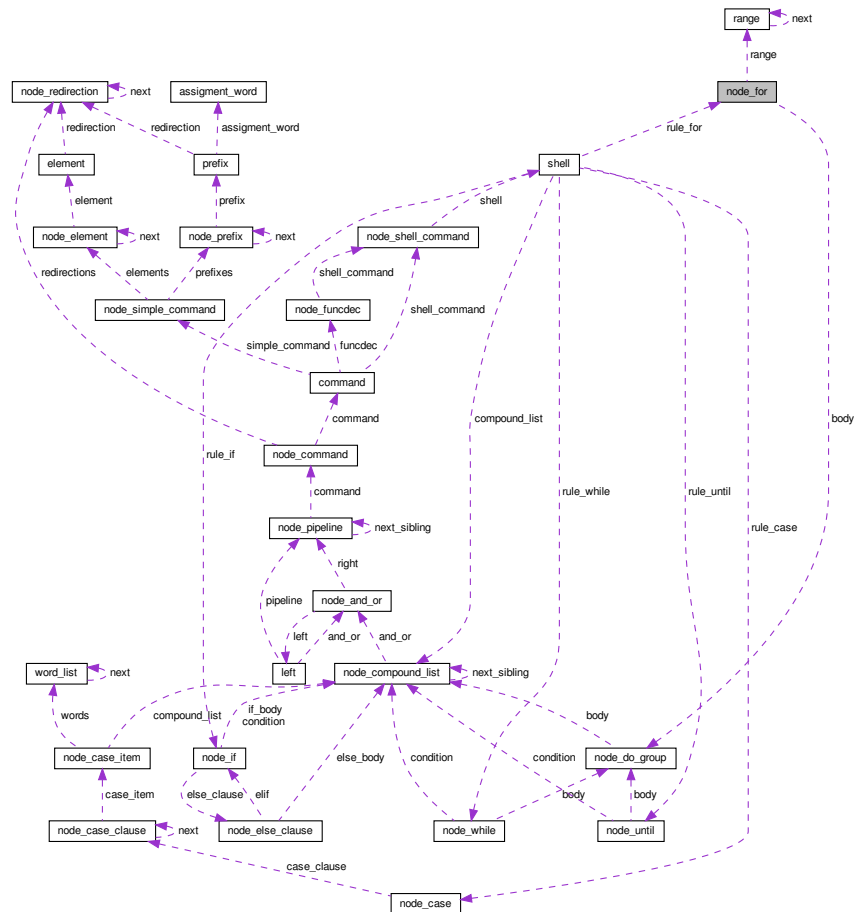 range
next
range
node_redirection
next
assigment_word
node_for
redirection
redirection
assigment_word
rule_for
element
prefix
shell
element
prefix
shell
node_element
next
node_prefix
next
node_shell_command
redirections
elements
prefixes
shell_command
node_simple_command
node_funcdec
shell_command
simple_command
funcdec
command
compound_list
body
command
rule_if
node_command
command
rule_while
rule_until
node_pipeline
next_sibling
rule_case
right
pipeline
node_and_or
left
and_or
and_or
word_list
next
left
node_compound_list
next_sibling
words
compound_list
if_body
condition
body
node_case_item
node_if
else_body
condition
condition
node_do_group
case_item
else_clause
elif
body
body
node_case_clause
next
node_else_clause
node_while
node_until
case_clause
node_case